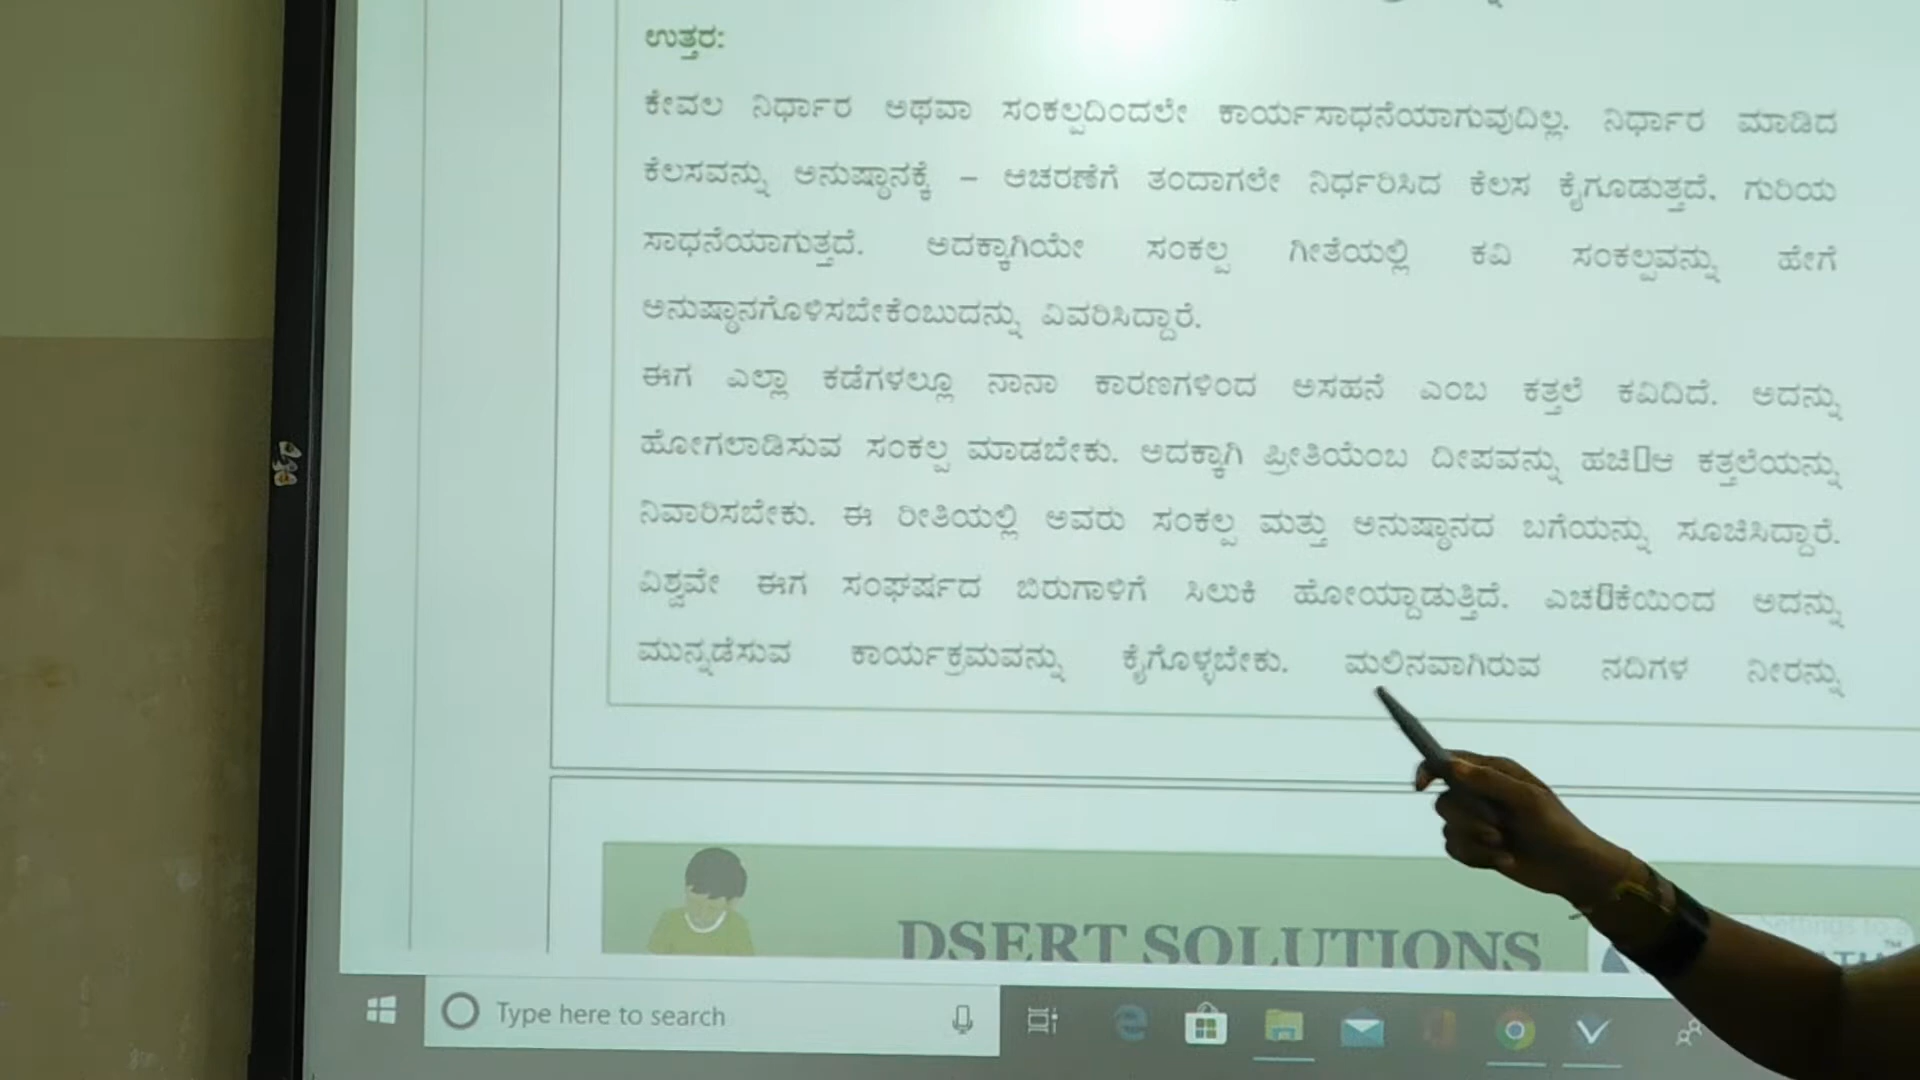 ಉತ್ತರ:
ಕೇವಲ ನಿರ್ಧಾರ ಅಥವಾ ಸಂಕಲ್ಪದಿಂದಲೇ ಕಾರ್ಯಸಾಧನೆಯಾಗುವುದಿಲ್ಲ. ನಿರ್ಧಾರ ಮಾಡಿದ
ಕೆಲಸವನ್ನು ಅನುಷ್ಠಾನಕ್ಕೆ – ಆಚರಣೆಗೆ ತಂದಾಗಲೇ ನಿರ್ಧರಿಸಿದ ಕೆಲಸ ಕೈಗೂಡುತ್ತದೆ. ಗುರಿಯ
ಸಾಧನೆಯಾಗುತ್ತದೆ. ಅದಕ್ಕಾಗಿಯೇ ಸಂಕಲ್ಪ ಗೀತೆಯಲ್ಲಿ ಕವಿ ಸಂಕಲ್ಪವನ್ನು ಹೇಗೆ
ಅನುಷ್ಠಾನಗೊಳಿಸಬೇಕೆಂಬುದನ್ನು ವಿವರಿಸಿದ್ದಾರೆ.
ಈಗ ಎಲ್ಲಾ ಕಡೆಗಳಲ್ಲೂ ನಾನಾ ಕಾರಣಗಳಿಂದ ಅಸಹನೆ ಎಂಬ ಕತ್ತಲೆ ಕವಿದಿದೆ. ಅದನ್ನು
ಹೋಗಲಾಡಿಸುವ ಸಂಕಲ್ಪ ಮಾಡಬೇಕು. ಅದಕ್ಕಾಗಿ ಪ್ರೀತಿಯೆಂಬ ದೀಪವನ್ನು ಹಚಿ▯ಆ ಕತ್ತಲೆಯನ್ನು
ನಿವಾರಿಸಬೇಕು. ಈ ರೀತಿಯಲ್ಲಿ ಅವರು ಸಂಕಲ್ಪ ಮತ್ತು ಅನುಷ್ಠಾನದ ಬಗೆಯನ್ನು ಸೂಚಿಸಿದ್ದಾರೆ.
ವಿಶ್ವವೇ ಈಗ ಸಂಘರ್ಷದ ಬಿರುಗಾಳಿಗೆ ಸಿಲುಕಿ ಹೋಯ್ದಾಡುತ್ತಿದೆ. ಎಚ▯ಕೆಯಿಂದ ಅದನ್ನು
ಮುನ್ನಡೆಸುವ ಕಾರ್ಯಕ್ರಮವನ್ನು ಕೈಗೊಳ್ಳಬೇಕು. ಮಲಿನವಾಗಿರುವ ನದಿಗಳ ನೀರನ್ನು
DSERT SOLUTIONS
Type here to search